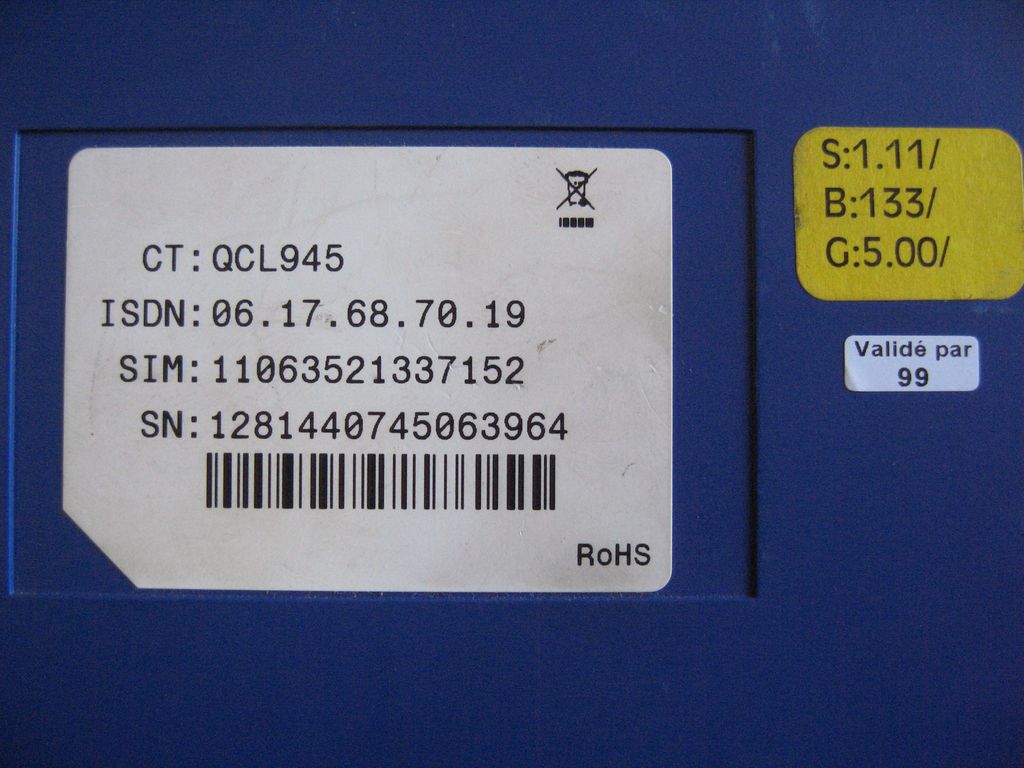 CT: QCL945
ISDN: 06.17.68.70.19
SIM: 11063521337152
SN: 1281440745063964
RoHS
S:1.11/
B:133/
G:5.00/
Validé par
99